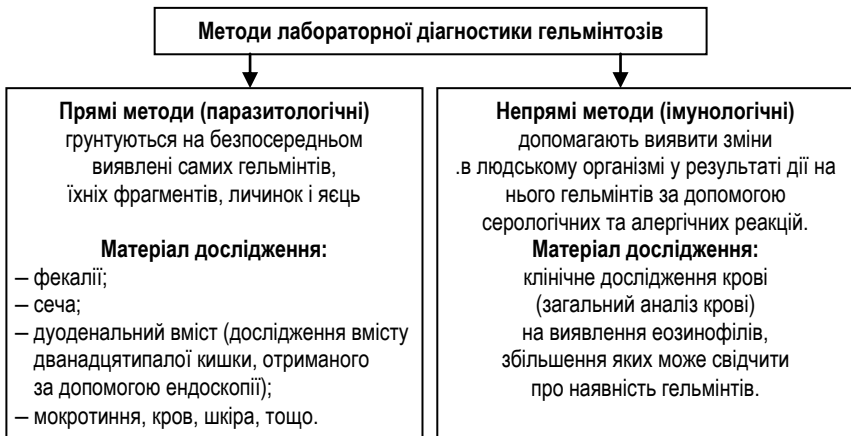 Методи лабораторної діагностики гельмінтозів
Прямі методи (паразитологічні)
грунтуються на безпосередньом
виявлені самих гельмінтів,
їхніх фрагментів, личинок і яєць
Матеріал дослідження:
– фекалії;
– сеча;
– дуоденальний вміст (дослідження вмісту
дванадцятипалої кишки, отриманого
за допомогою ендоскопії);
– мокротиння, кров, шкіра, тощо.
Непрямі методи (імунологічні)
допомагають виявити зміни
.в людському організмі у результаті дії на
нього гельмінтів за допомогою
серологічних та алергічних реакцій.
Матеріал дослідження:
клінічне дослідження крові
(загальний аналіз крові)
на виявлення еозинофілів,
збільшення яких може свідчити
про наявність гельмінтів.